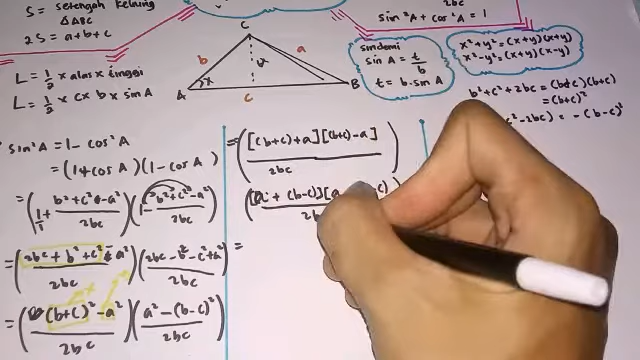 S = setengah keliling
ΔABC
2S = a+b+c
L = 1/2 x alas x tinggi
L = 1/2 x c x b x sin A
C
b
a
A
c
B
sin²A + cos²A = 1
2bc
sindemi
sin A = t/b
t = b·sin A
x²+y² = (x+y)(x+y)
x²-y² = (x+y)(x-y)
b²+c²+2bc = (b+c)(b+c)
= (b+c)²
-2bc) = -(b-c)²
sin²A = 1-cos²A
= (1+cos A)(1-cos A)
= (1/1 + b²+c²-a²/2bc)(1- b²+c²-a²/2bc)
= (2bc+b²+c²-a²/2bc)(2bc-b²-c²+a²/2bc)
= ((b+c)²-a²/2bc)(a²-(b-c)²/2bc)
= ([(b+c)+a][(b+c)-a]/2bc)
([a+(b-c)][a
=